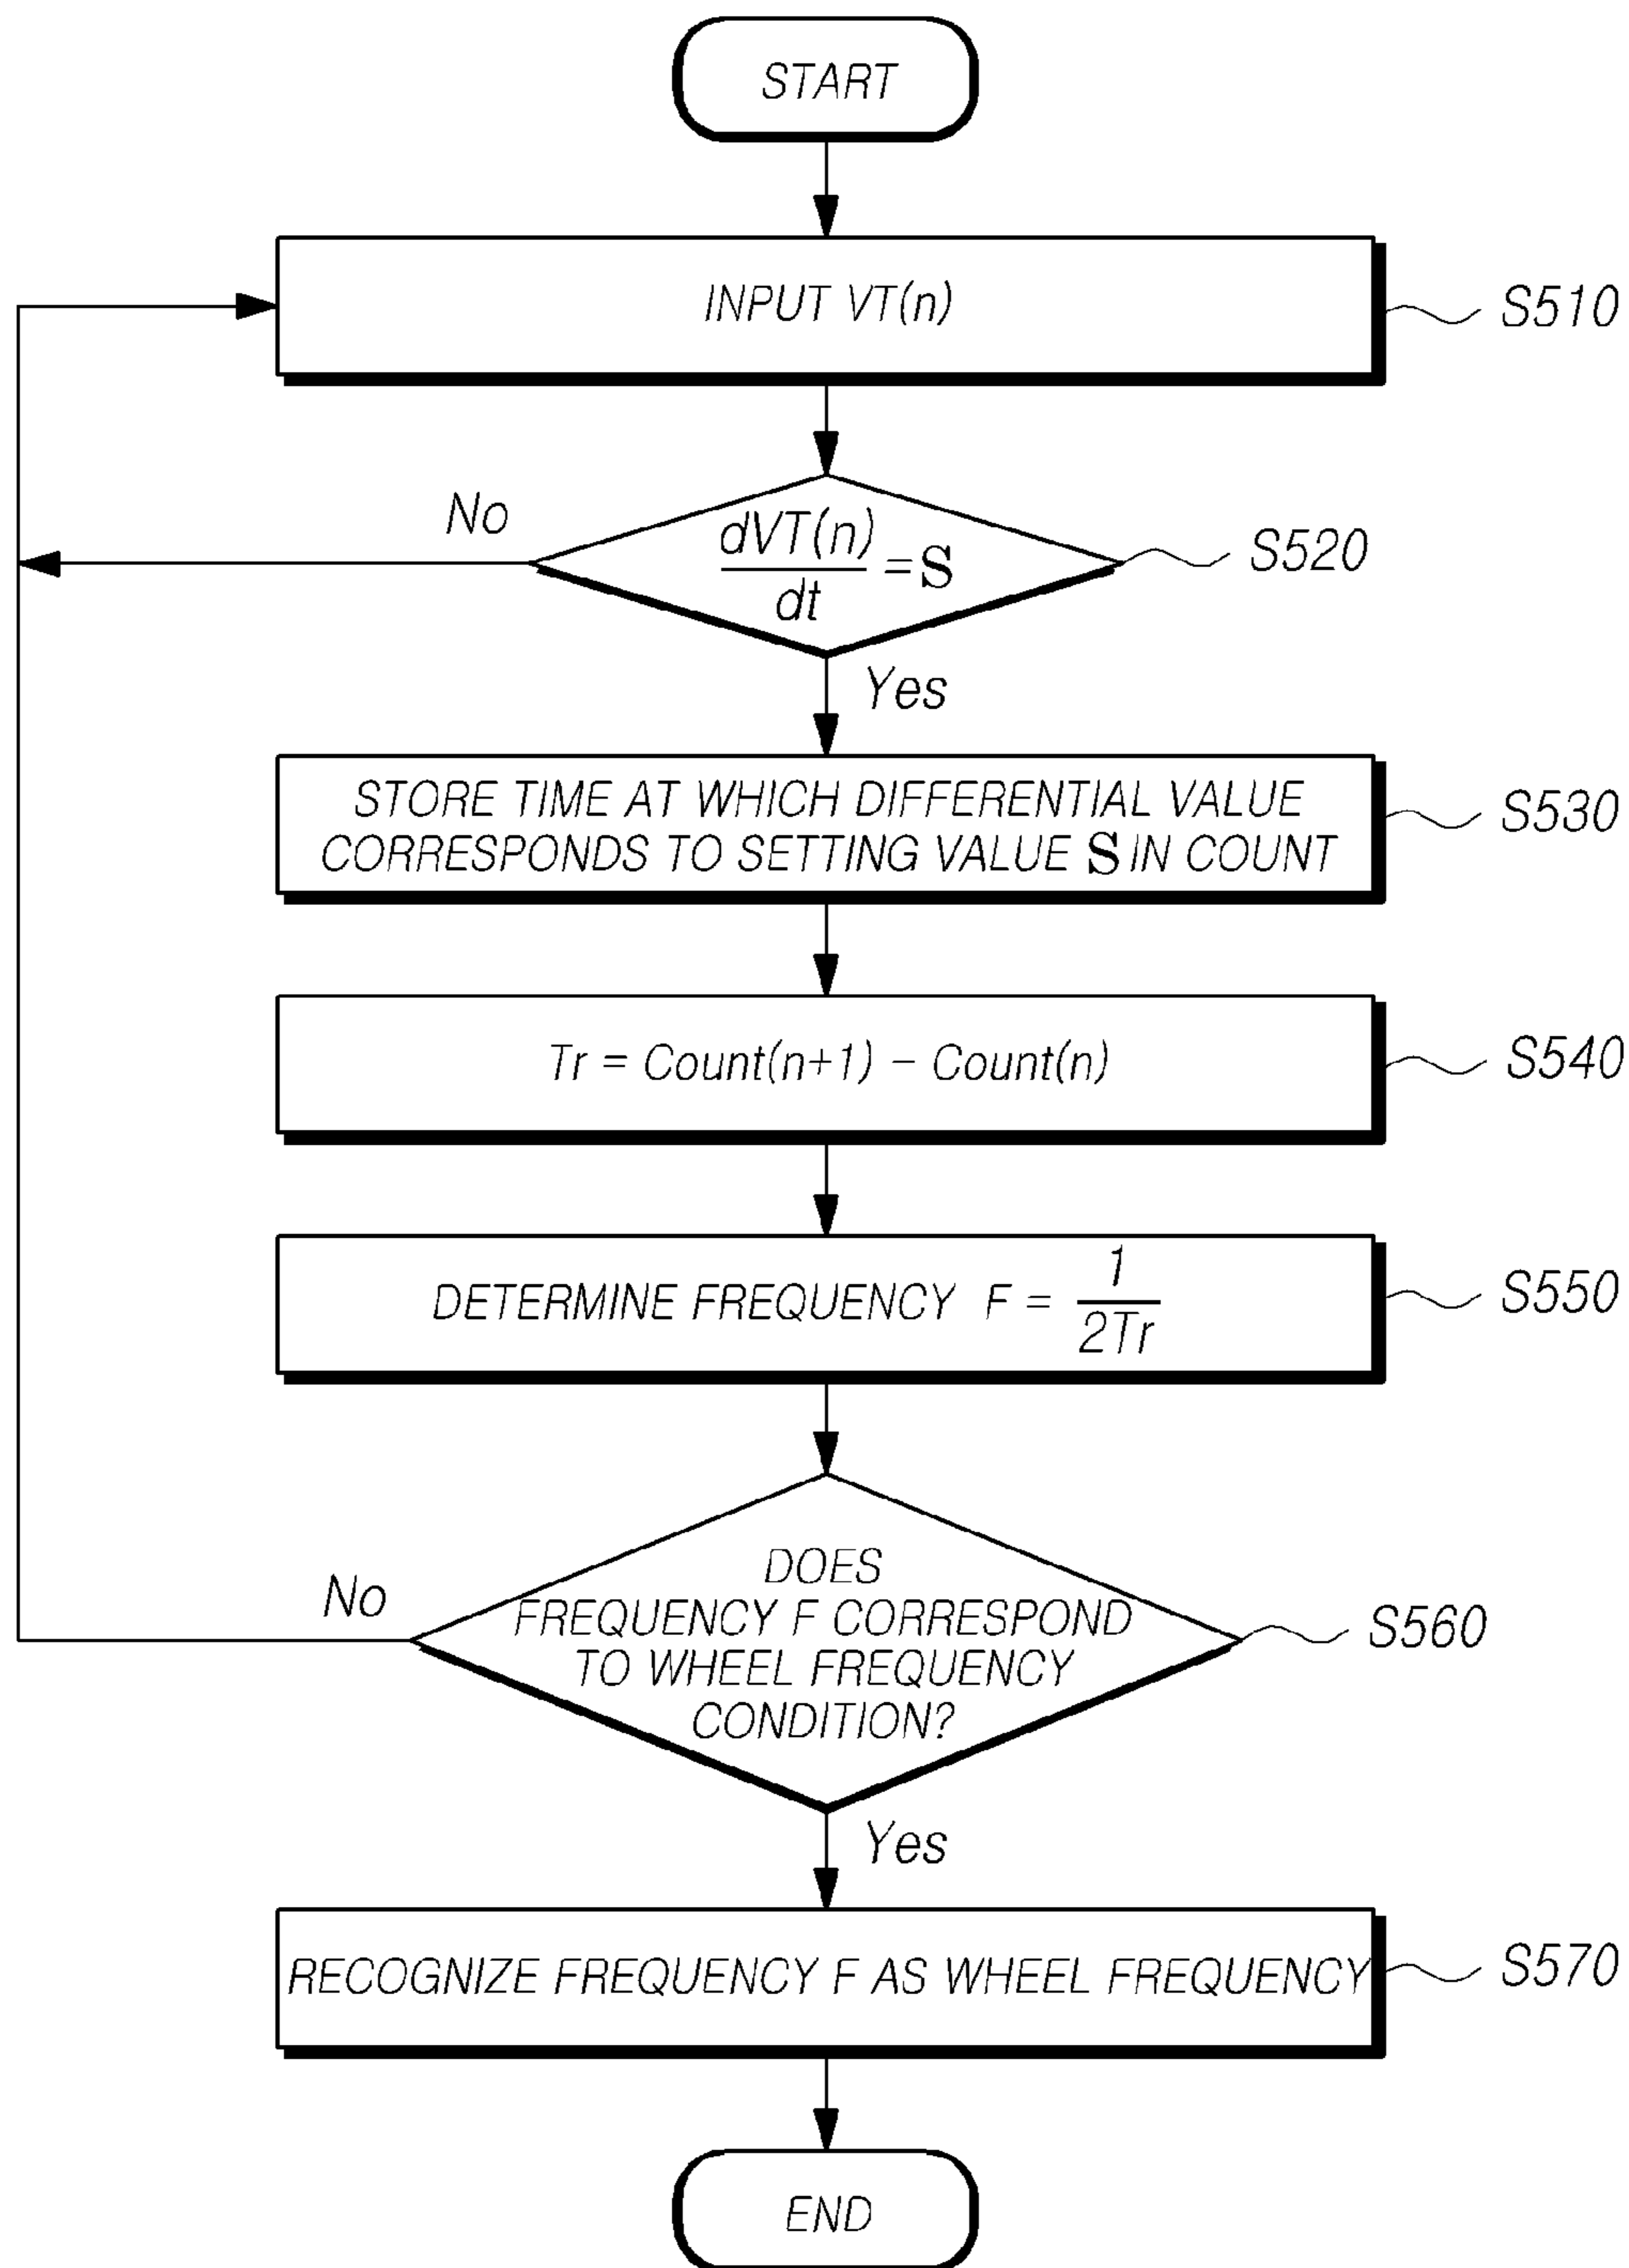 START
INPUT VT(n)
S510
No
dVT(n)
dt
= S
S520
Yes
STORE TIME AT WHICH DIFFERENTIAL VALUE
CORRESPONDS TO SETTING VALUE S IN COUNT
S530
Tr = Count(n+1) – Count(n)
S540
DETERMINE FREQUENCY F = 1
2Tr
S550
No
DOES
FREQUENCY F CORRESPOND
TO WHEEL FREQUENCY
CONDITION?
S560
Yes
RECOGNIZE FREQUENCY F AS WHEEL FREQUENCY
S570
END